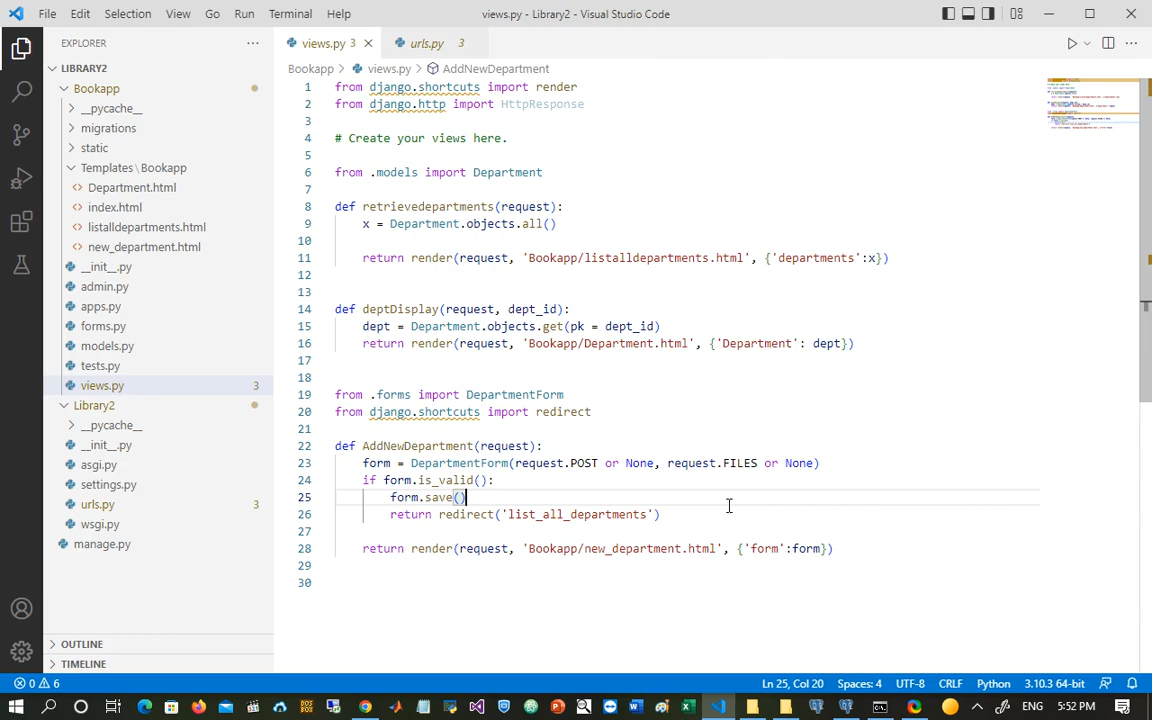 File Edit Selection View Go Run Terminal Help views.py - Library2 - Visual Studio Code
EXPLORER
LIBRARY2
Bookapp
__pycache__
migrations
static
Templates\Bookapp
Department.html
index.html
listalldepartments.html
new_department.html
__init__.py
admin.py
apps.py
forms.py
models.py
tests.py
views.py 3
Library2
__pycache__
__init__.py
asgi.py
settings.py
urls.py 3
wsgi.py
manage.py
OUTLINE
TIMELINE
views.py 3 urls.py 3
Bookapp > views.py > AddNewDepartment
1 from django.shortcuts import render
2 from django.http import HttpResponse
3
4 # Create your views here.
5
6 from .models import Department
7
8 def retrievedepartments(request):
9 x = Department.objects.all()
10
11 return render(request, 'Bookapp/listalldepartments.html', {'departments':x})
12
13
14 def deptDisplay(request, dept_id):
15 dept = Department.objects.get(pk = dept_id)
16 return render(request, 'Bookapp/Department.html', {'Department': dept})
17
18
19 from .forms import DepartmentForm
20 from django.shortcuts import redirect
21
22 def AddNewDepartment(request):
23 form = DepartmentForm(request.POST or None, request.FILES or None)
24 if form.is_valid():
25 form.save()
26 return redirect('list_all_departments')
27
28 return render(request, 'Bookapp/new_department.html', {'form':form})
29
30
0 6 Ln 25, Col 20 Spaces: 4 UTF-8 CRLF Python 3.10.3 64-bit
ENG 5:52 PM